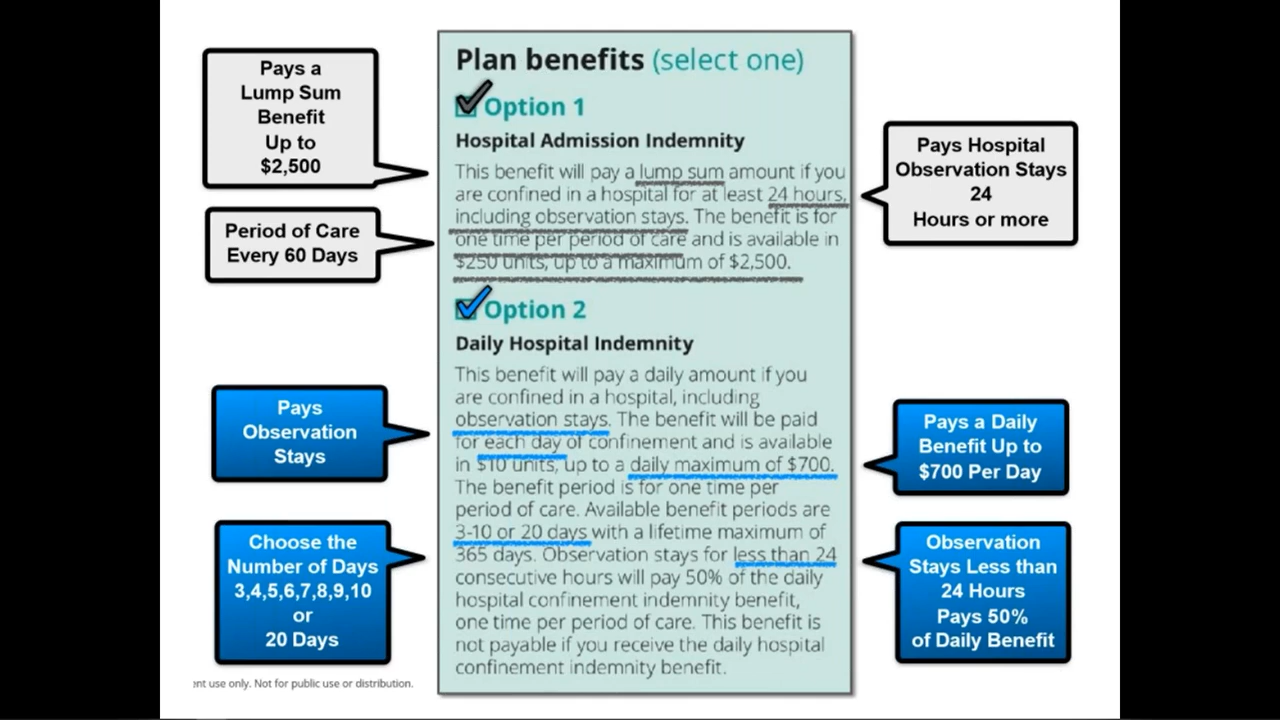 Pays a
Lump Sum
Benefit
Up to
$2,500
Period of Care
Every 60 Days
Plan benefits (select one)
Option 1
Hospital Admission Indemnity
This benefit will pay a lump sum amount if you
are confined in a hospital for at least 24 hours,
including observation stays. The benefit is for
one time per period of care and is available in
$250 units, up to a maximum of $2,500.
Pays Hospital
Observation Stays
24
Hours or more
Option 2
Daily Hospital Indemnity
This benefit will pay a daily amount if you
are confined in a hospital, including
observation stays. The benefit will be paid
for each day of confinement and is available
in $10 units, up to a daily maximum of $700.
The benefit period is for one time per
period of care. Available benefit periods are
3-10 or 20 days with a lifetime maximum of
365 days. Observation stays for less than 24
consecutive hours will pay 50% of the daily
hospital confinement indemnity benefit,
one time per period of care. This benefit is
not payable if you receive the daily hospital
confinement indemnity benefit.
Pays
Observation
Stays
Choose the
Number of Days
3,4,5,6,7,8,9,10
or
20 Days
Pays a Daily
Benefit Up to
$700 Per Day
Observation
Stays Less than
24 Hours
Pays 50%
of Daily Benefit
use only. Not for public use or distribution.